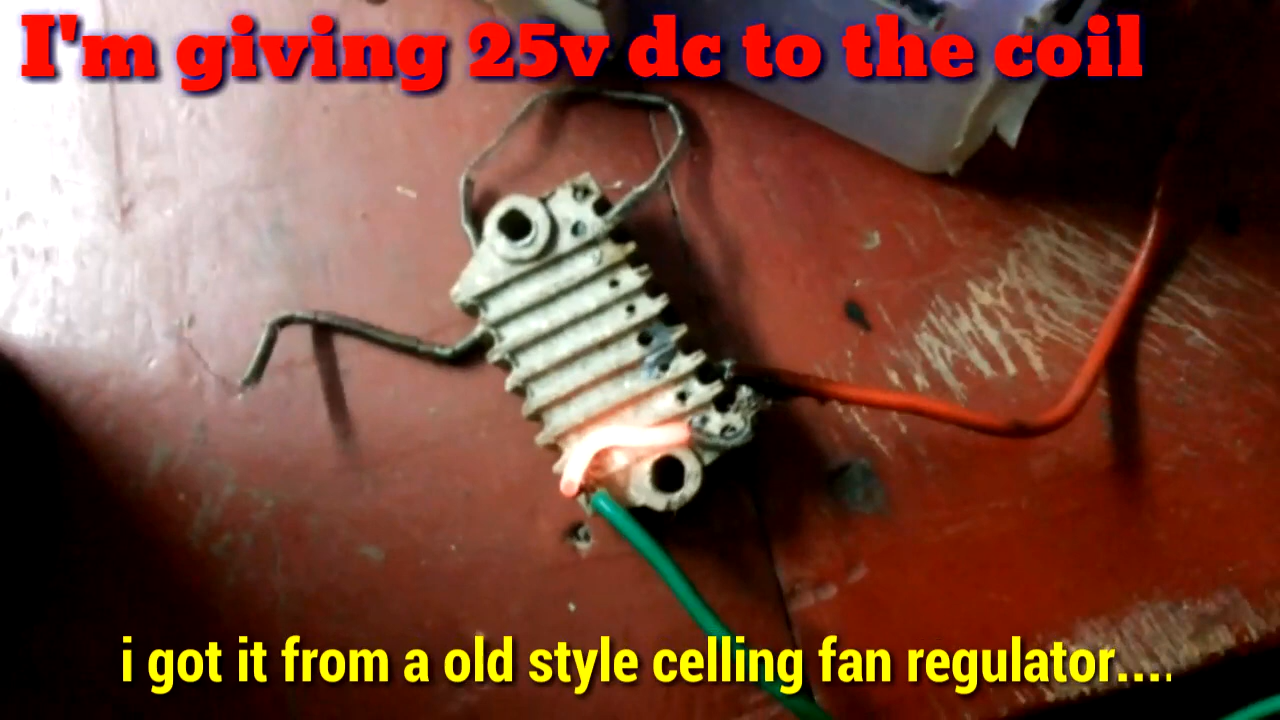 I'm giving 25v dc to the coil
i got it from a old style celling fan regulator....